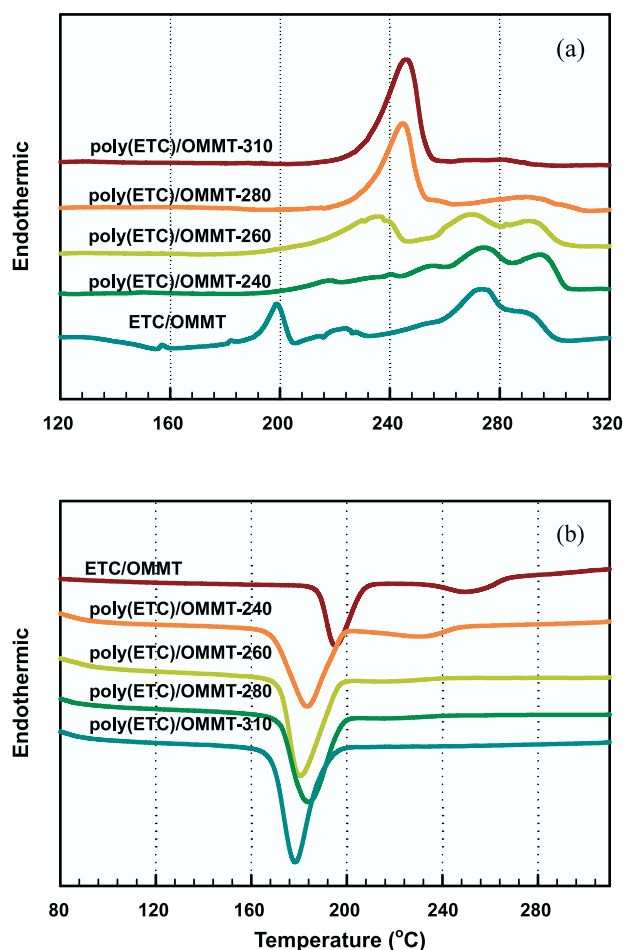 (a)
Endothermic
poly(ETC)/OMMT-310
poly(ETC)/OMMT-280
poly(ETC)/OMMT-260
poly(ETC)/OMMT-240
ETC/OMMT
120 160 200 240 280 320
(b)
Endothermic
ETC/OMMT
poly(ETC)/OMMT-240
poly(ETC)/OMMT-260
poly(ETC)/OMMT-280
poly(ETC)/OMMT-310
80 120 160 200 240 280
Temperature (°C)